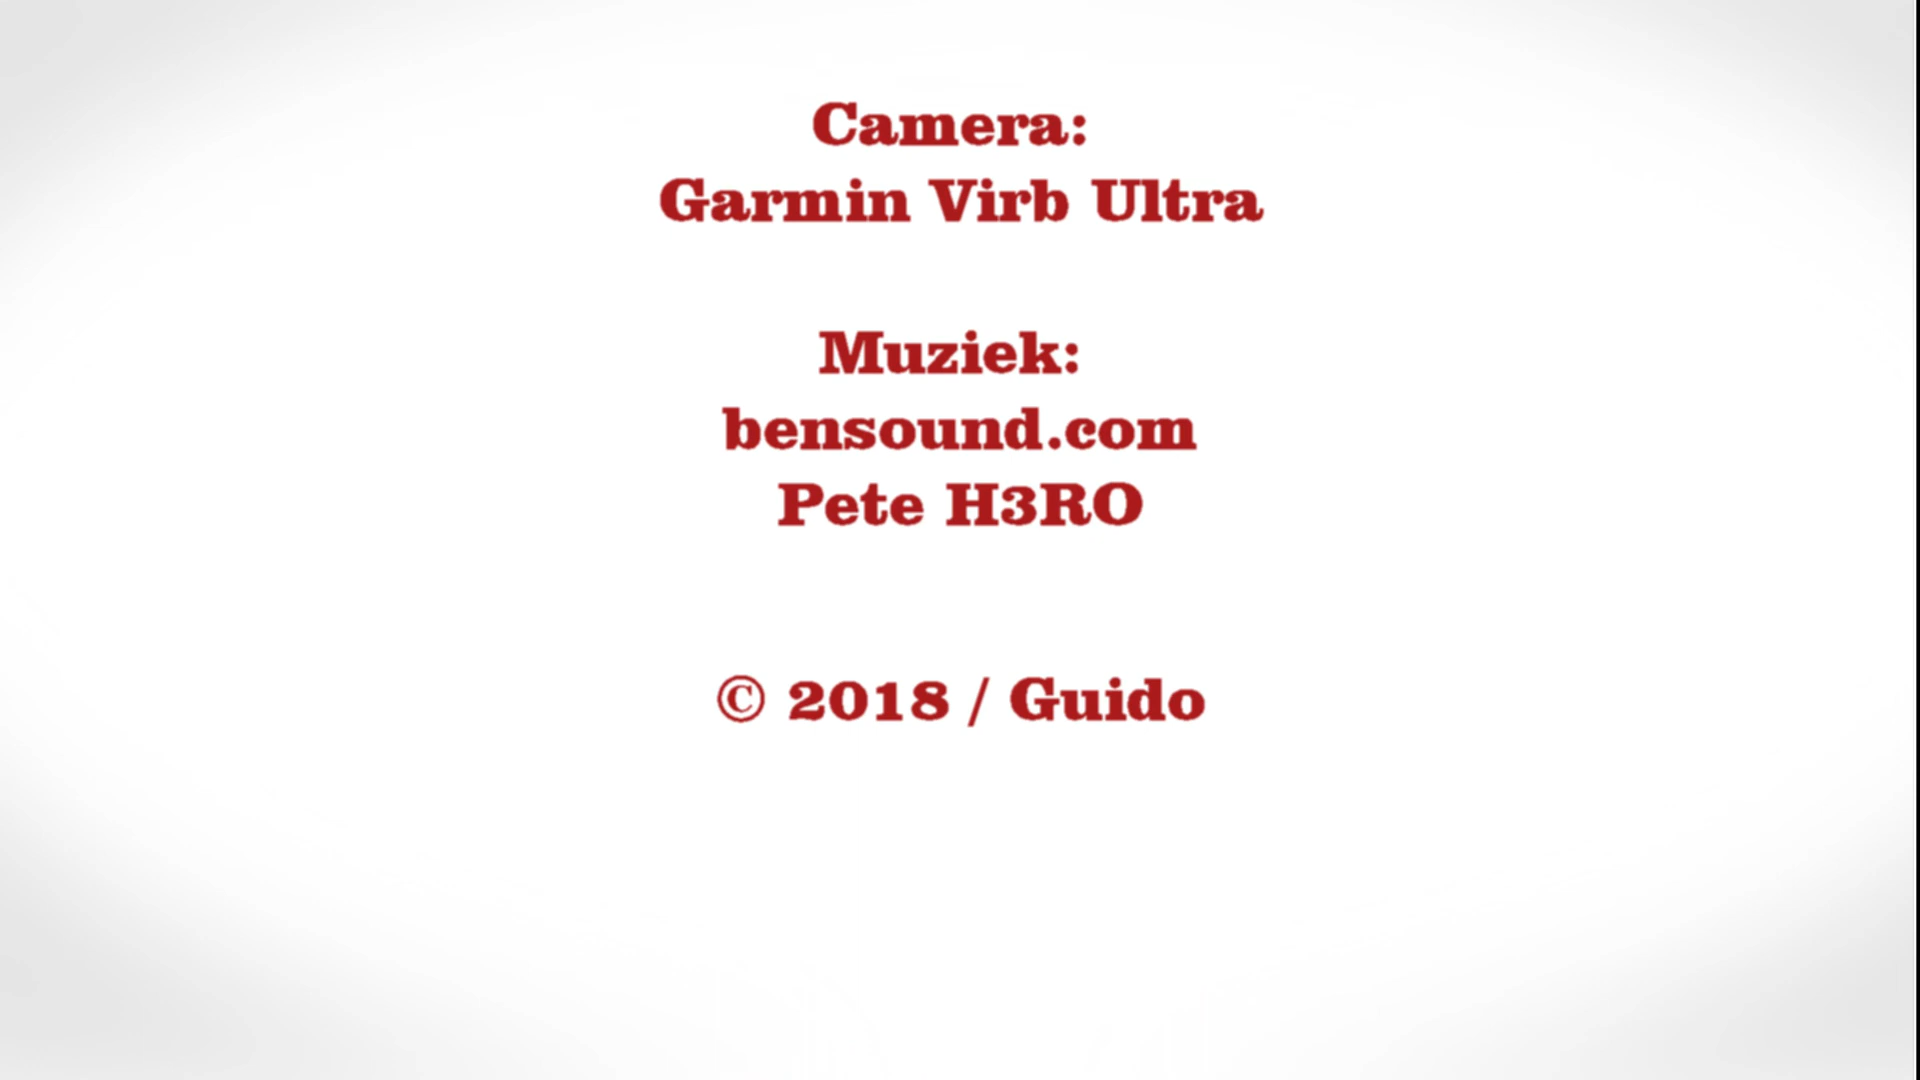 Camera:
Garmin Virb Ultra
Muziek:
bensound.com
Pete H3RO
© 2018 / Guido